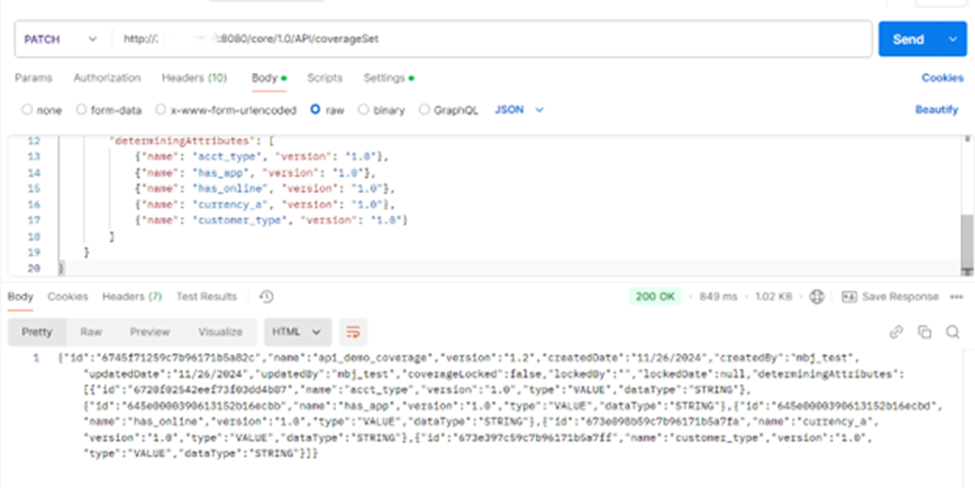 PATCH http:// :8080/core/1.0/API/coverageSet Send
Params Authorization Headers (10) Body Scripts Settings Cookies
none form-data x-www-form-urlencoded raw binary GraphQL JSON Beautify
12 "determiningAttributes": [
13 {"name": "acct_type", "version": "1.0"},
14 {"name": "has_app", "version": "1.0"},
15 {"name": "has_online", "version": "1.0"},
16 {"name": "currency_a", "version": "1.0"},
17 {"name": "customer_type", "version": "1.0"}
18 ]
19 }
20
Body Cookies Headers (7) Test Results 200 OK 849 ms 1.02 KB Save Response
Pretty Raw Preview Visualize HTML
1 {"id":"6745f71259c7b96171b5a82c","name":"api_demo_coverage","version":"1.2","createdDate":"11/26/2024","createdBy":"mbj_test",
"updatedDate":"11/26/2024","updatedBy":"mbj_test","coverageLocked":false,"lockedBy":"","lockedDate":null,"determiningAttributes":
[{"id":"6720f02542eef73f03dd4b07","name":"acct_type","version":"1.0","type":"VALUE","dataType":"STRING"},
{"id":"645e0000390613152b16ecbb","name":"has_app","version":"1.0","type":"VALUE","dataType":"STRING"},{"id":"645e0000390613152b16ecbd",
"name":"has_online","version":"1.0","type":"VALUE","dataType":"STRING"},{"id":"673e098b59c7b96171b5a7fa","name":"currency_a",
"version":"1.0","type":"VALUE","dataType":"STRING"},{"id":"673e397c59c7b96171b5a7ff","name":"customer_type","version":"1.0",
"type":"VALUE","dataType":"STRING"}]}